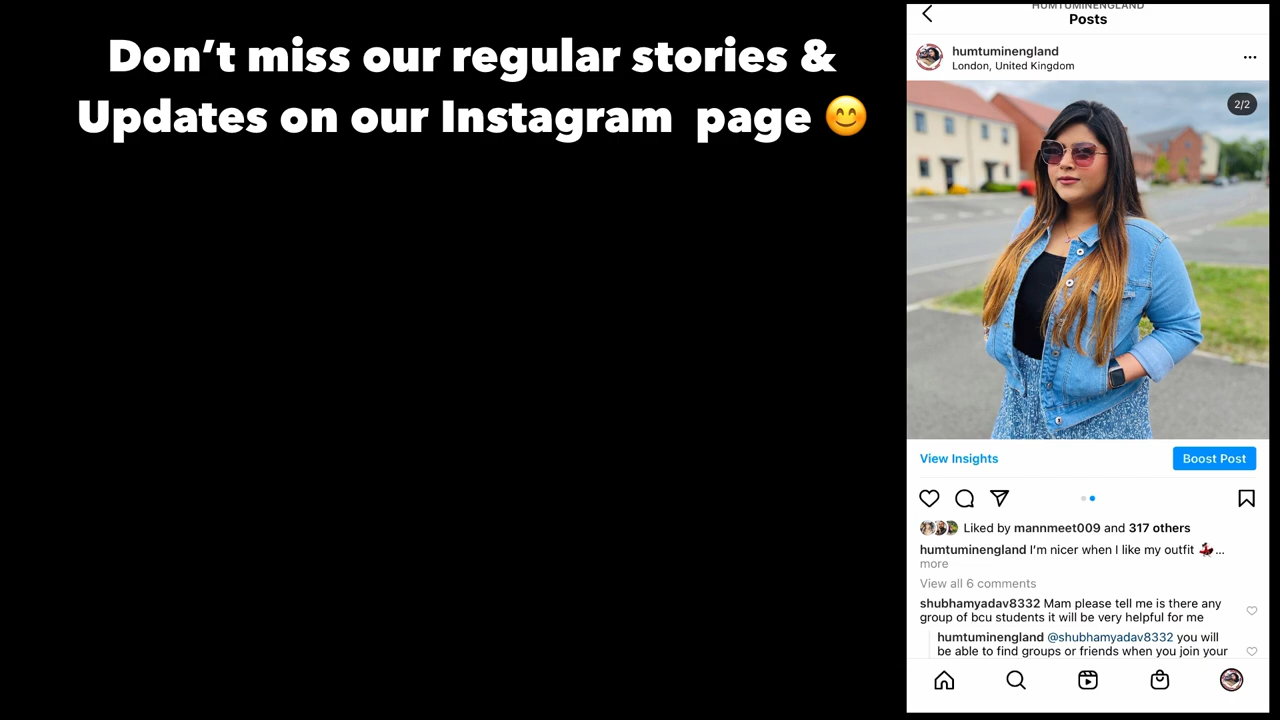 Don’t miss our regular stories &
Updates on our Instagram page 😊
HUMTUMINENGLAND
Posts
humtuminengland
London, United Kingdom
2/2
View Insights
Boost Post
Liked by mannmeet009 and 317 others
humtuminengland I’m nicer when I like my outfit 💃...
more
View all 6 comments
shubhamyadav8332 Mam please tell me is there any
group of bcu students it will be very helpful for me
humtuminengland @shubhamyadav8332 you will
be able to find groups or friends when you join your